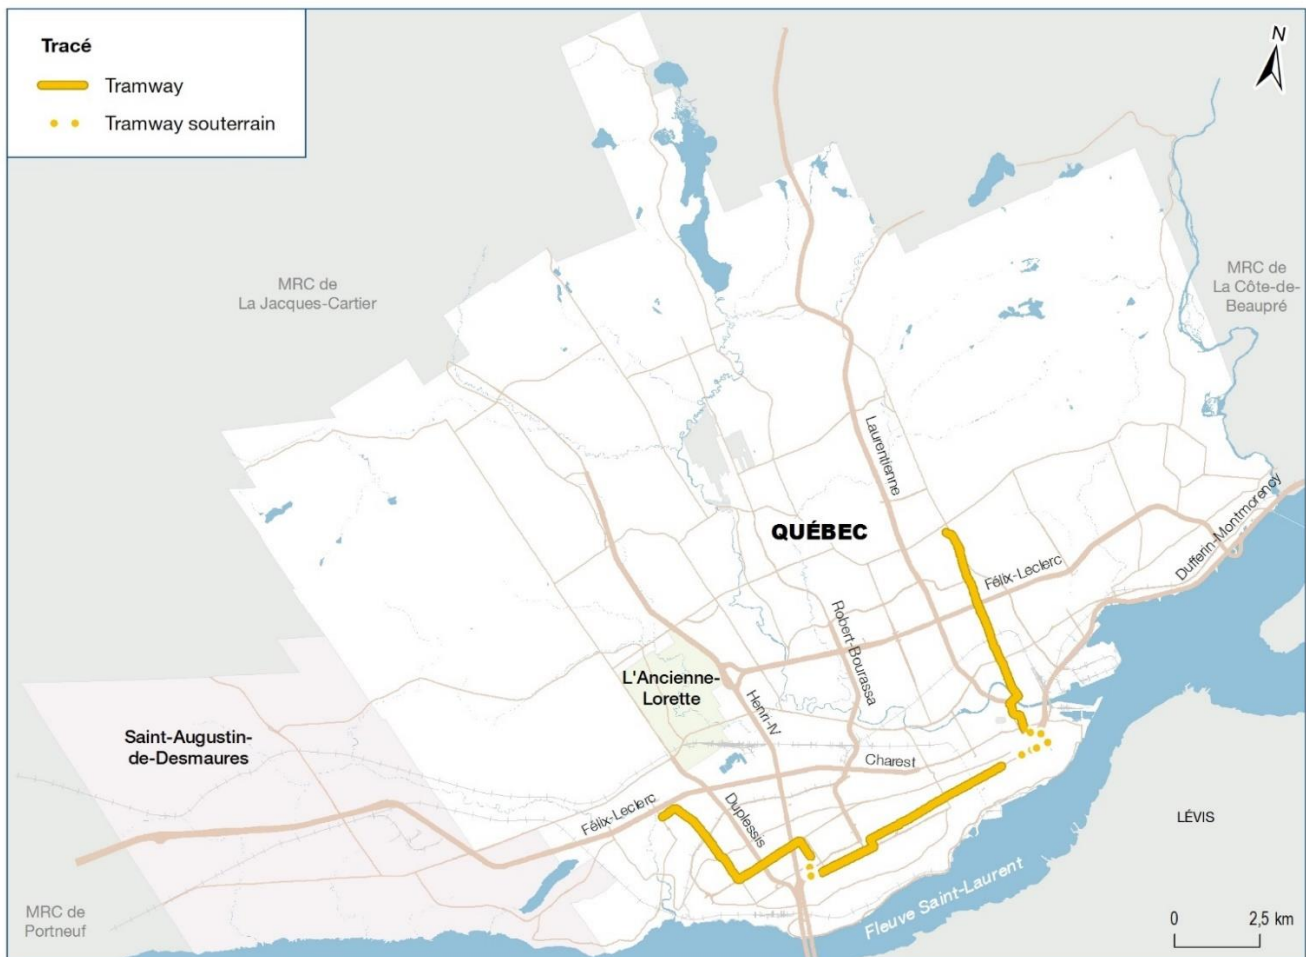 Tracé
Tramway
Tramway souterrain
N
MRC de
La Jacques-Cartier
MRC de
La Côte-de-
Beaupré
Laurentienne
QUÉBEC
Dufferin-Montmorency
Félix-Leclerc
Robert-Bourassa
L'Ancienne-
Lorette
Henri-IV
Saint-Augustin-
de-Desmaures
Charest
Félix-Leclerc
Duplessis
LÉVIS
Fleuve Saint-Laurent
MRC de
Portneuf
0 2,5 km